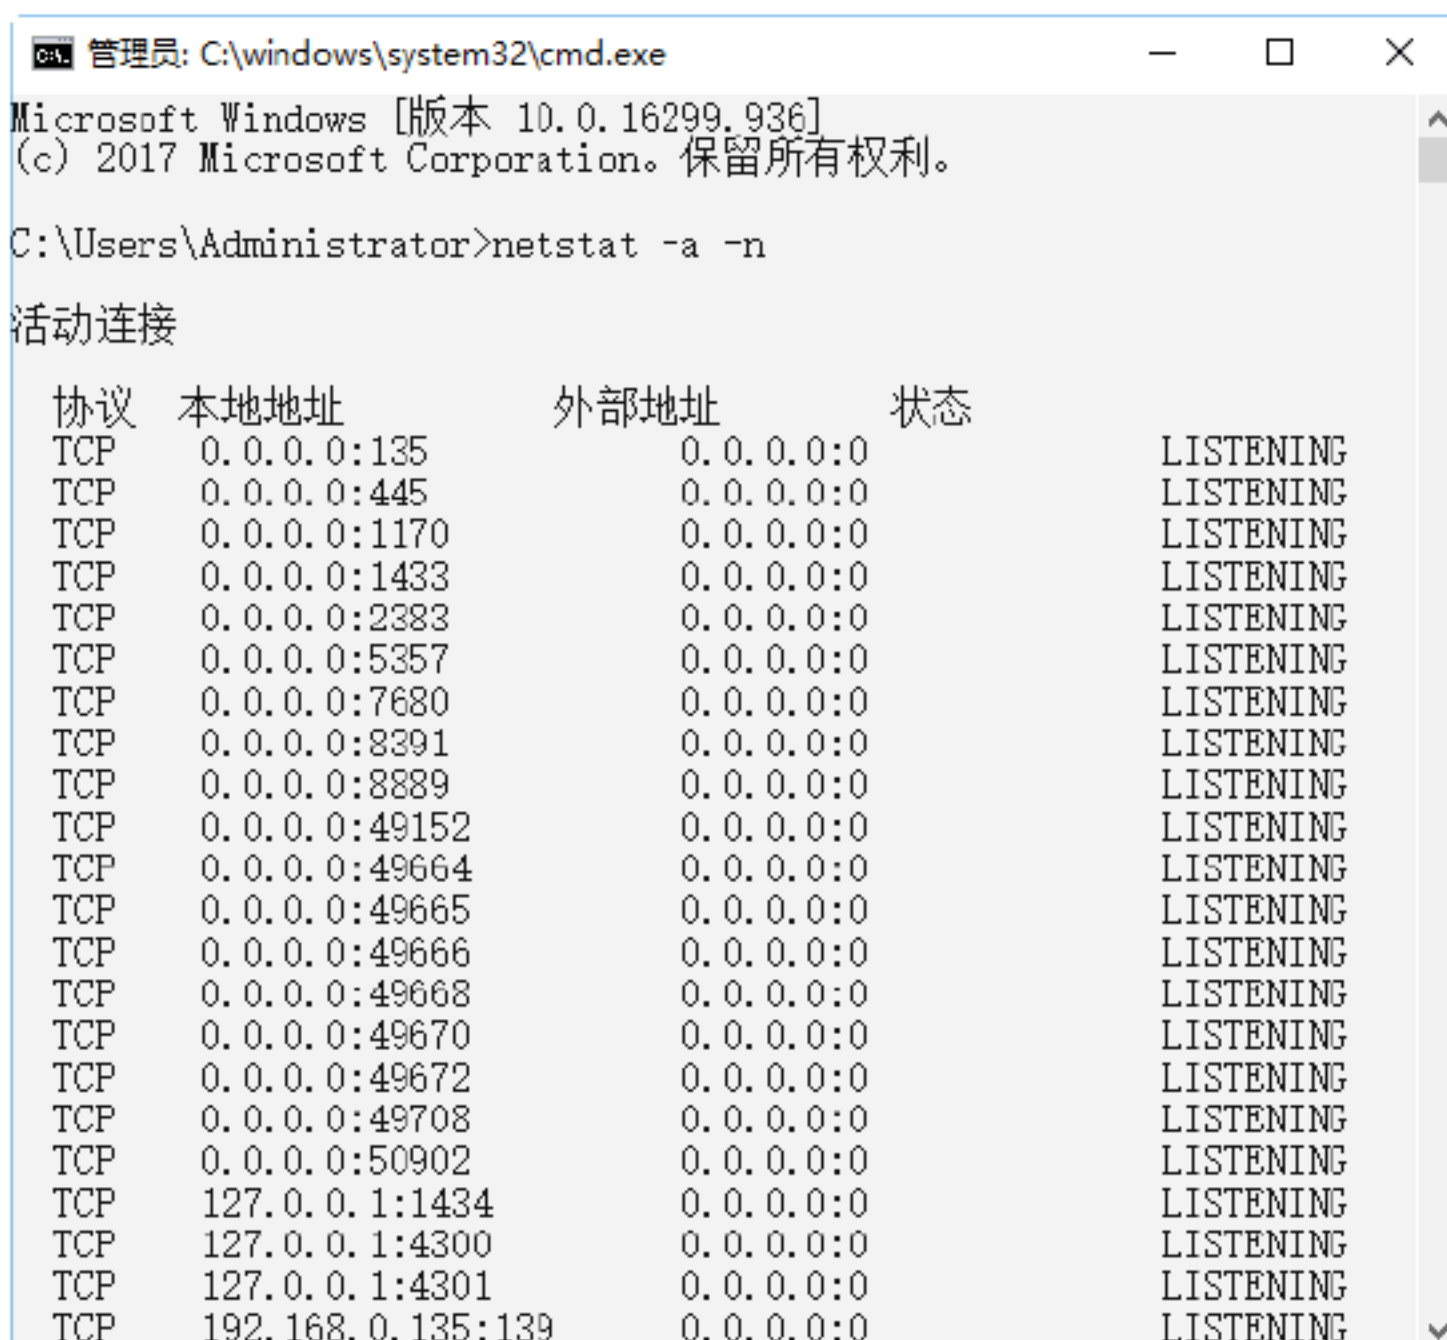 管理员: C:\windows\system32\cmd.exe
Microsoft Windows [版本 10.0.16299.936]
(c) 2017 Microsoft Corporation。保留所有权利。
C:\Users\Administrator>netstat -a -n
活动连接
协议 本地地址 外部地址 状态
TCP 0.0.0.0:135 0.0.0.0:0 LISTENING
TCP 0.0.0.0:445 0.0.0.0:0 LISTENING
TCP 0.0.0.0:1170 0.0.0.0:0 LISTENING
TCP 0.0.0.0:1433 0.0.0.0:0 LISTENING
TCP 0.0.0.0:2383 0.0.0.0:0 LISTENING
TCP 0.0.0.0:5357 0.0.0.0:0 LISTENING
TCP 0.0.0.0:7680 0.0.0.0:0 LISTENING
TCP 0.0.0.0:8391 0.0.0.0:0 LISTENING
TCP 0.0.0.0:8889 0.0.0.0:0 LISTENING
TCP 0.0.0.0:49152 0.0.0.0:0 LISTENING
TCP 0.0.0.0:49664 0.0.0.0:0 LISTENING
TCP 0.0.0.0:49665 0.0.0.0:0 LISTENING
TCP 0.0.0.0:49666 0.0.0.0:0 LISTENING
TCP 0.0.0.0:49668 0.0.0.0:0 LISTENING
TCP 0.0.0.0:49670 0.0.0.0:0 LISTENING
TCP 0.0.0.0:49672 0.0.0.0:0 LISTENING
TCP 0.0.0.0:49708 0.0.0.0:0 LISTENING
TCP 0.0.0.0:50902 0.0.0.0:0 LISTENING
TCP 127.0.0.1:1434 0.0.0.0:0 LISTENING
TCP 127.0.0.1:4300 0.0.0.0:0 LISTENING
TCP 127.0.0.1:4301 0.0.0.0:0 LISTENING
TCP 192.168.0.135:139 0.0.0.0:0 LISTENING